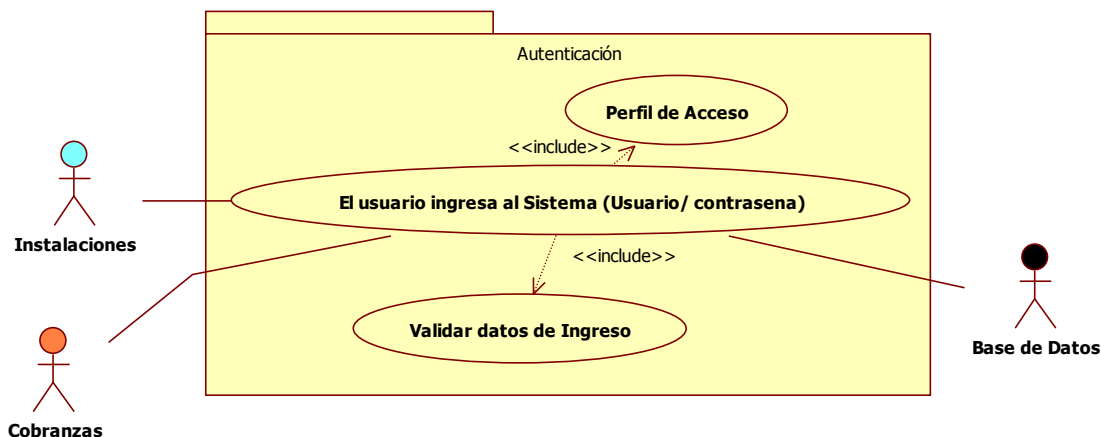 Autenticación
Perfil de Acceso
<<include>>
El usuario ingresa al Sistema (Usuario/ contrasena)
Instalaciones
<<include>>
Validar datos de Ingreso
Base de Datos
Cobranzas